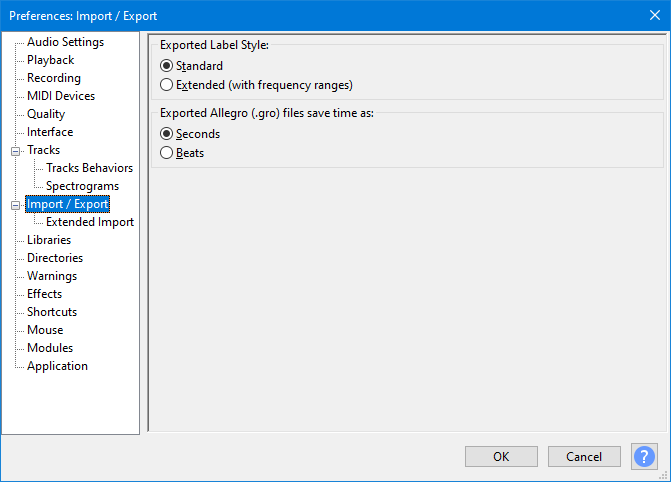 Preferences: Import / Export
Audio Settings
Playback
Recording
MIDI Devices
Quality
Interface
Tracks
Tracks Behaviors
Spectrograms
Import / Export
Extended Import
Libraries
Directories
Warnings
Effects
Shortcuts
Mouse
Modules
Application
Exported Label Style:
Standard
Extended (with frequency ranges)
Exported Allegro (.gro) files save time as:
Seconds
Beats
OK
Cancel
?